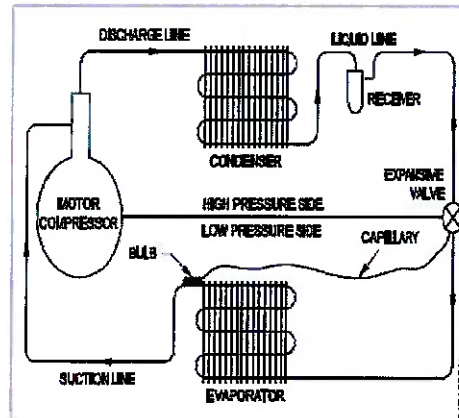 DISCHARGE LINE
LIQUID LINE
RECEIVER
CONDENSER
EXPANSIVE
VALVE
MOTOR
COMPRESSOR
HIGH PRESSURE SIDE
LOW PRESSURE SIDE
BULB
CAPILLARY
SUCTION LINE
EVAPORATOR